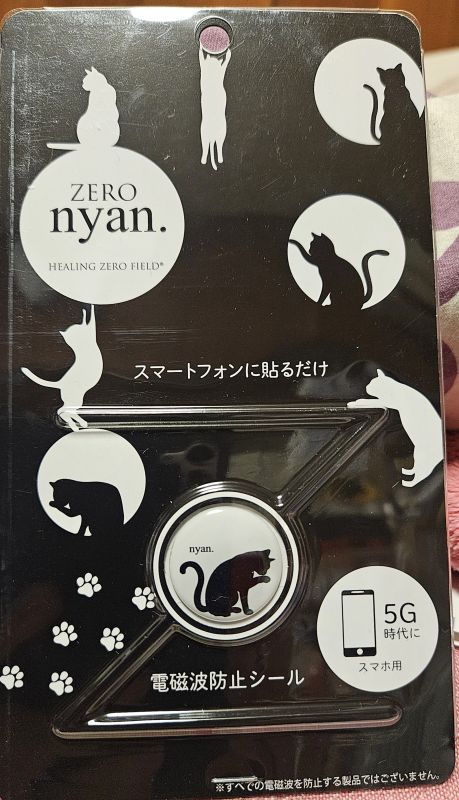 ZERO
nyan.
HEALING ZERO FIELD®
スマートフォンに貼るだけ
nyan.
5G
時代に
スマホ用
電磁波防止シール
※すべての電磁波を防止する製品ではございません。